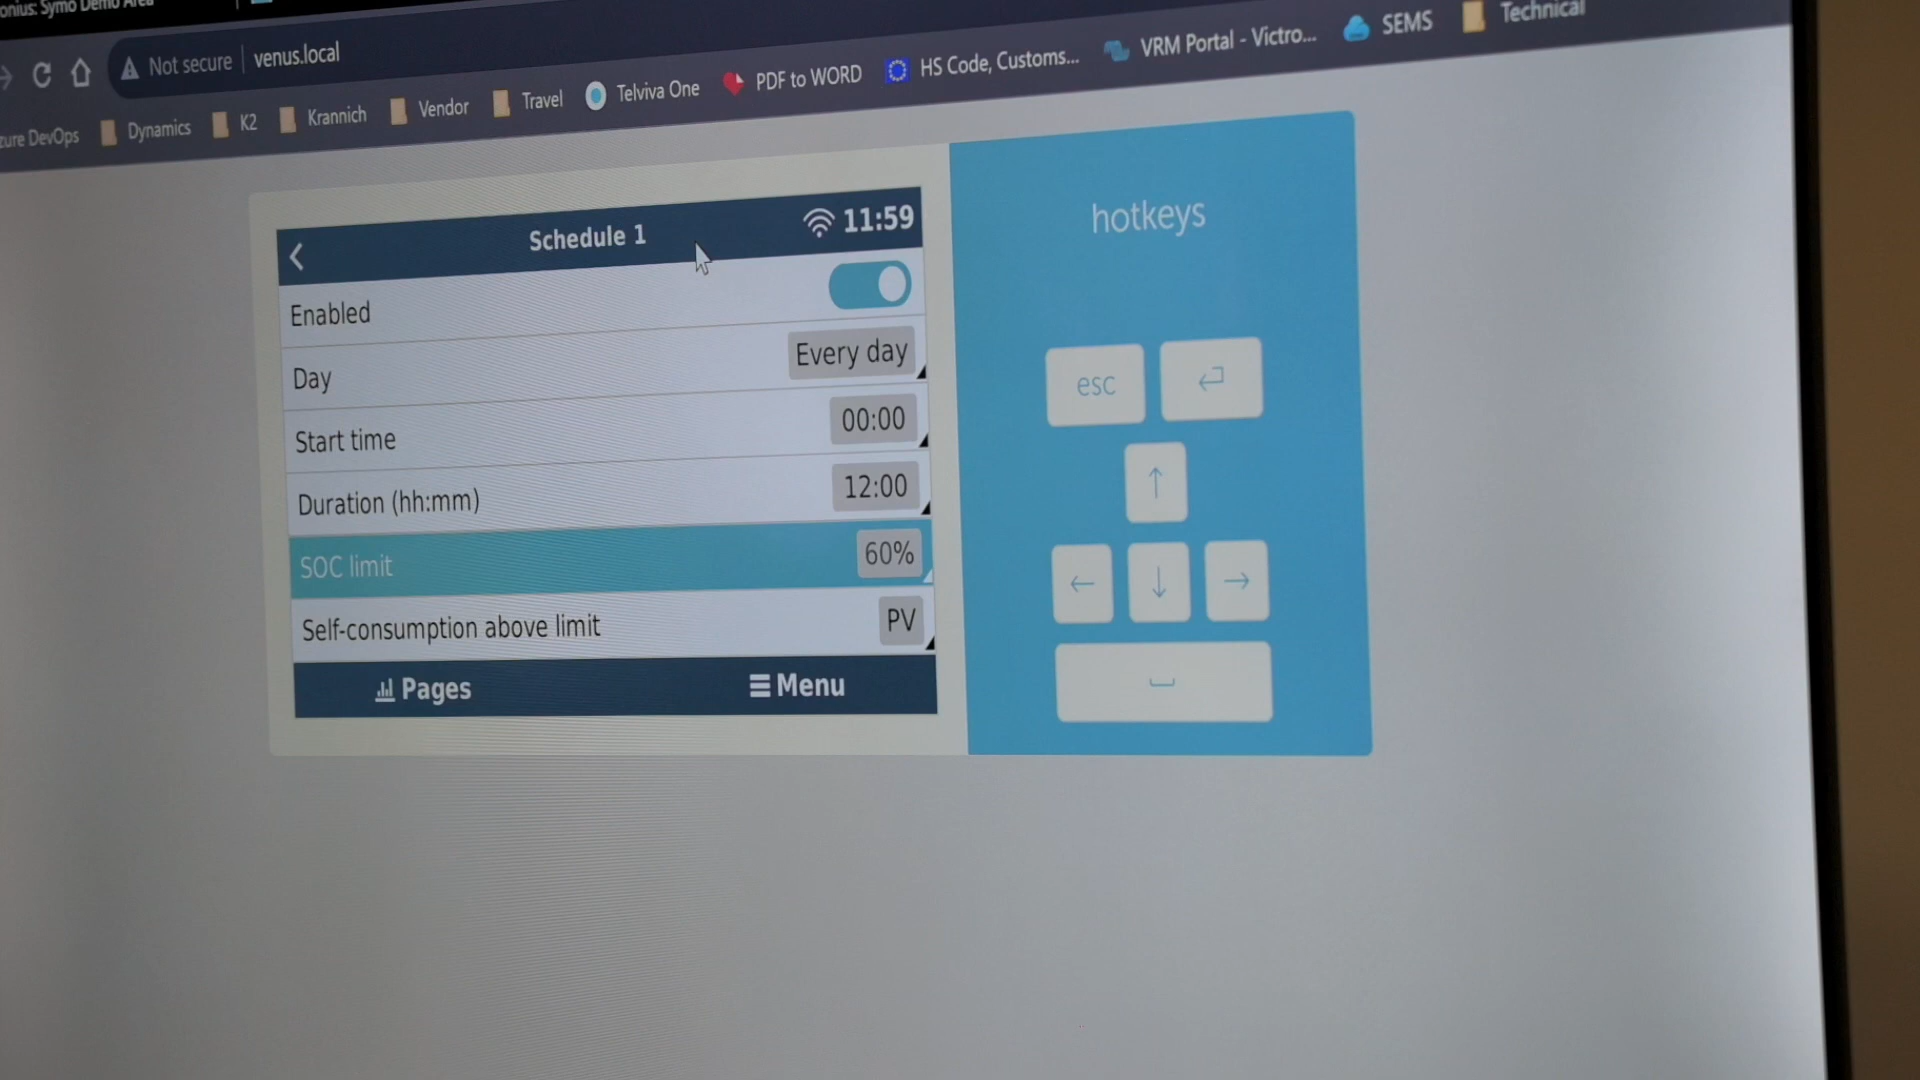 onius: Symo Demo Area
Not secure venus.local
zure DevOps Dynamics K2 Krannich Vendor Travel Telviva One PDF to WORD HS Code, Customs... VRM Portal - Victro... SEMS Technical
Schedule 1 11:59
Enabled
Day Every day
Start time 00:00
Duration (hh:mm) 12:00
SOC limit 60%
Self-consumption above limit PV
Pages Menu
hotkeys
esc